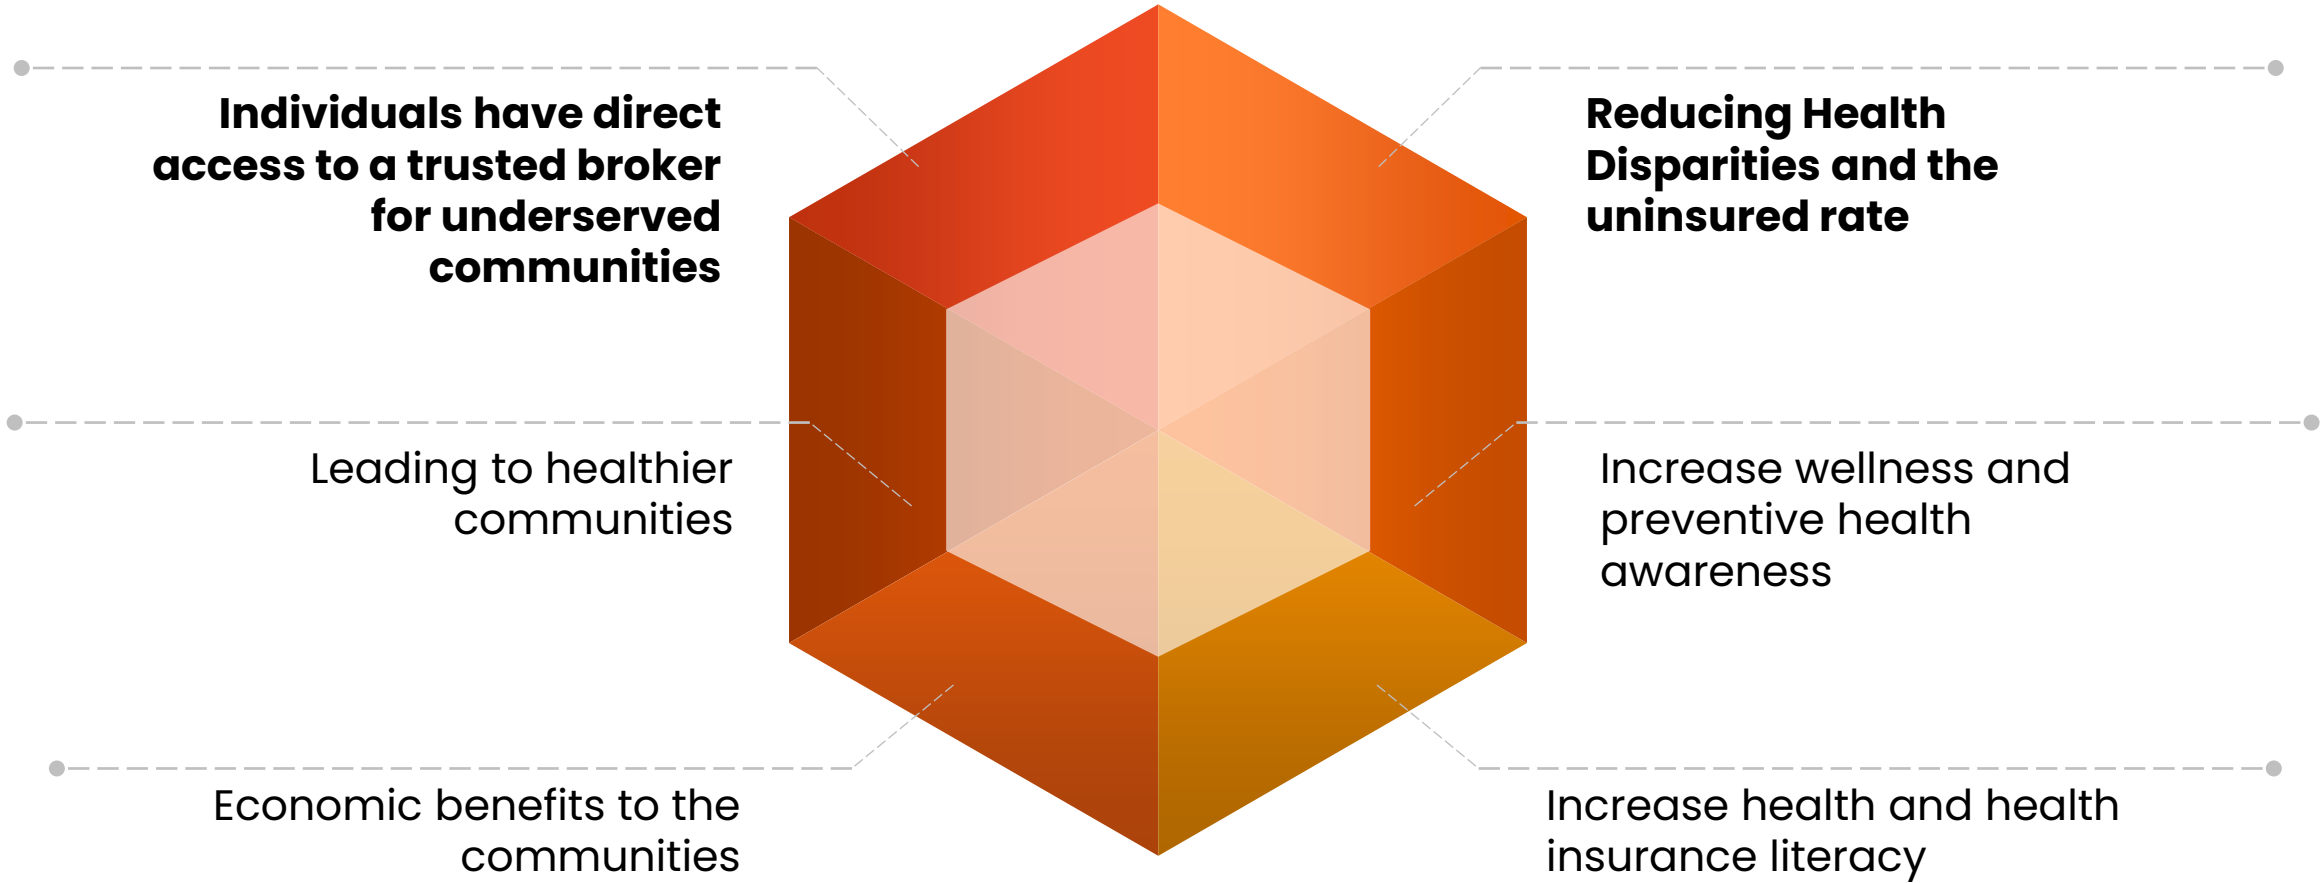 Individuals have direct
access to a trusted broker
for underserved
communities
Reducing Health
Disparities and the
uninsured rate
Leading to healthier
communities
Increase wellness and
preventive health
awareness
Economic benefits to the
communities
Increase health and health
insurance literacy